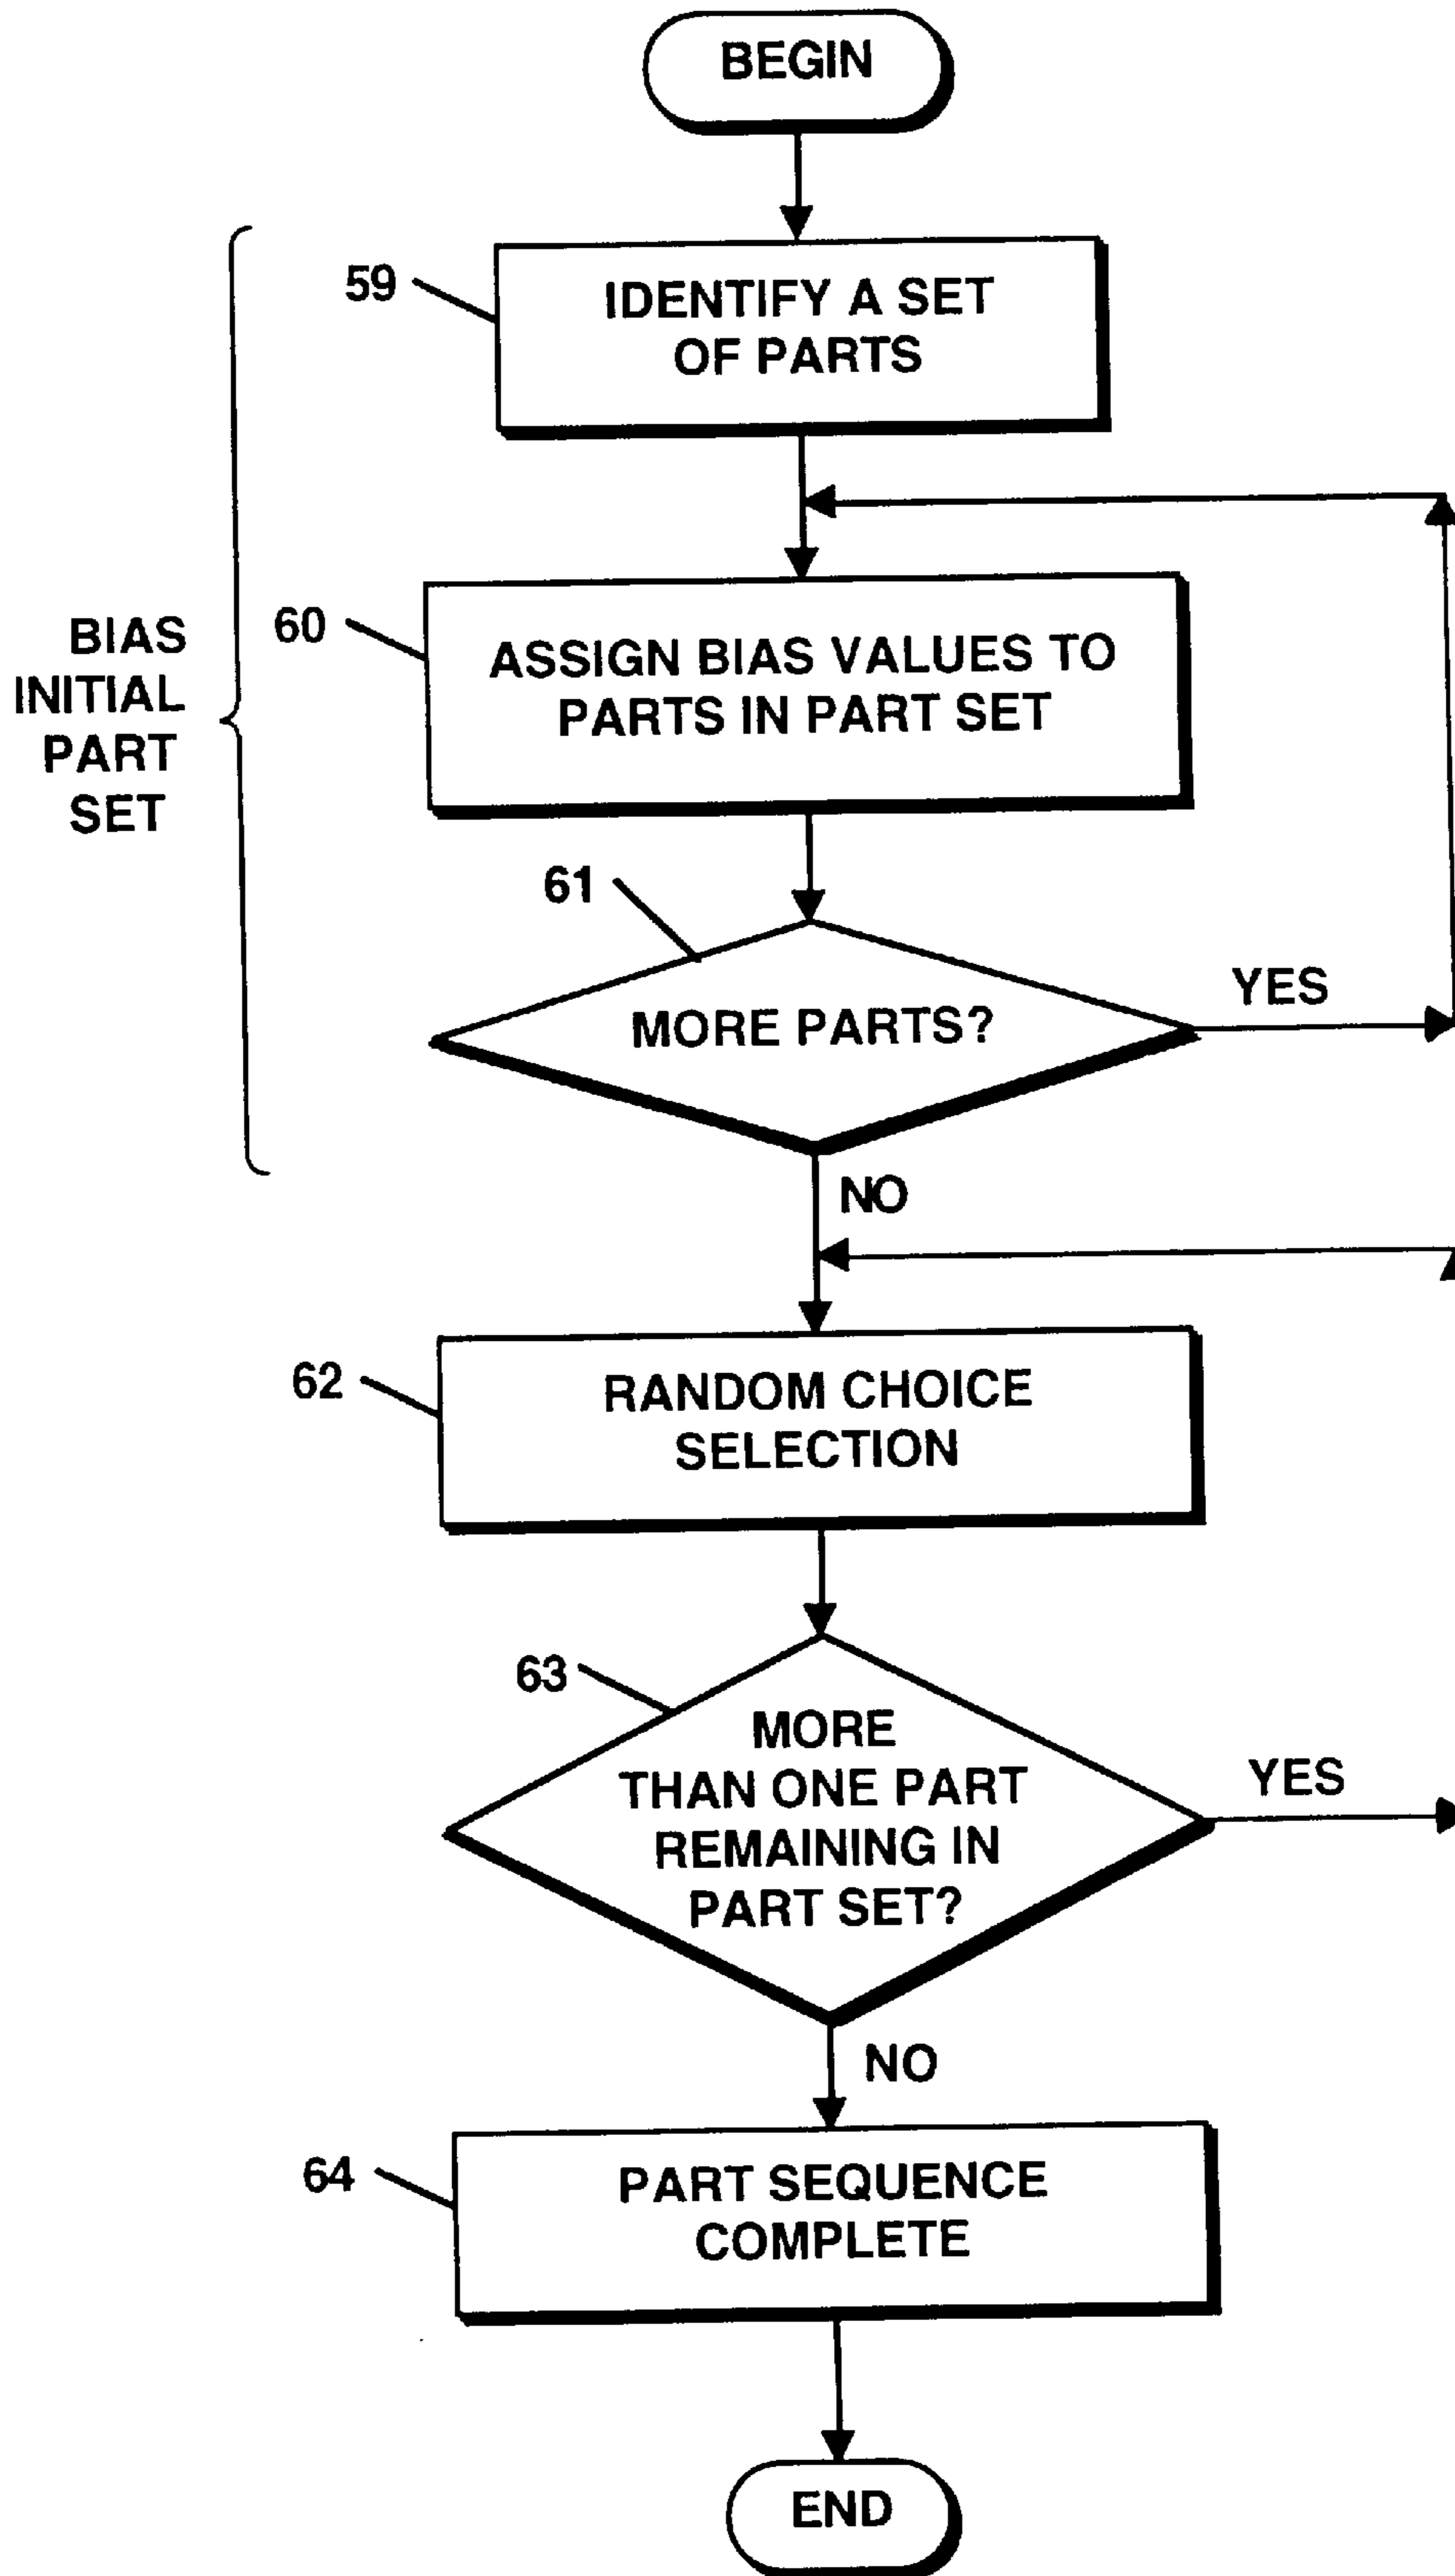 BEGIN
59
IDENTIFY A SET
OF PARTS
BIAS
INITIAL
PART
SET
60
ASSIGN BIAS VALUES TO
PARTS IN PART SET
61
MORE PARTS?
YES
NO
62
RANDOM CHOICE
SELECTION
63
MORE
THAN ONE PART
REMAINING IN
PART SET?
YES
NO
64
PART SEQUENCE
COMPLETE
END